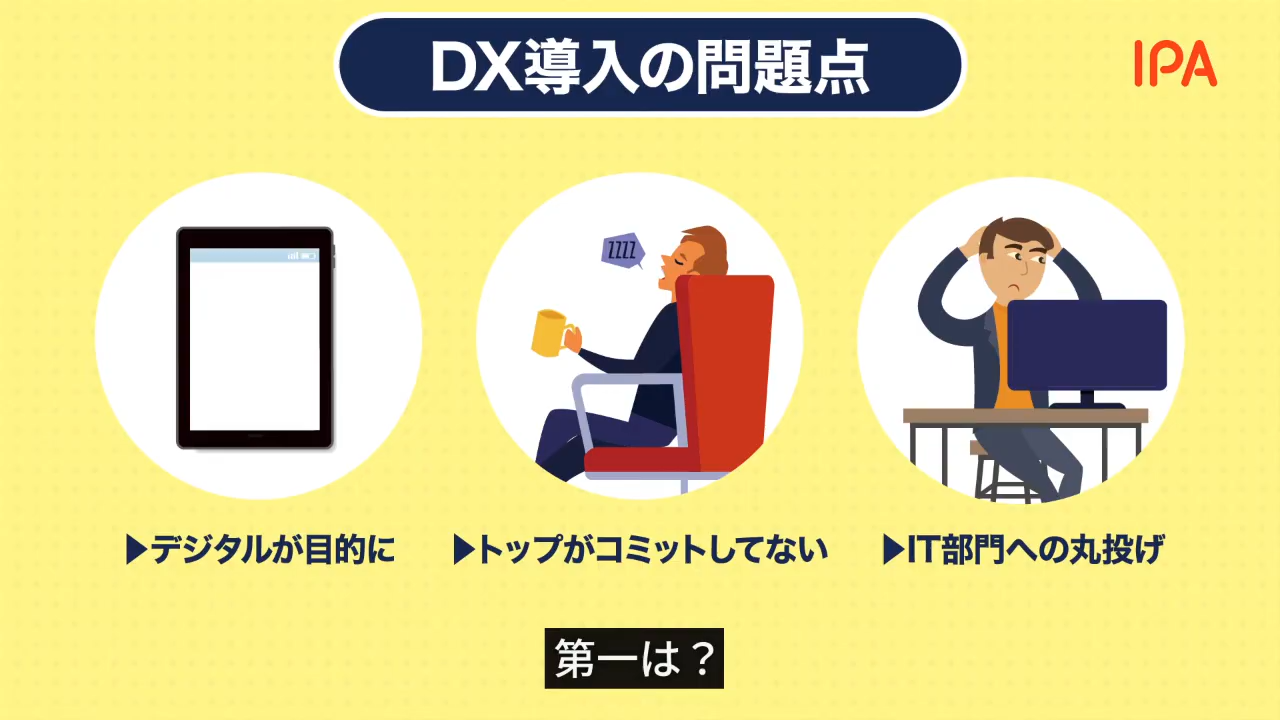 DX導入の問題点
IPA
zzzz
▶デジタルが目的に
▶トップがコミットしてない
▶IT部門への丸投げ
第一は？